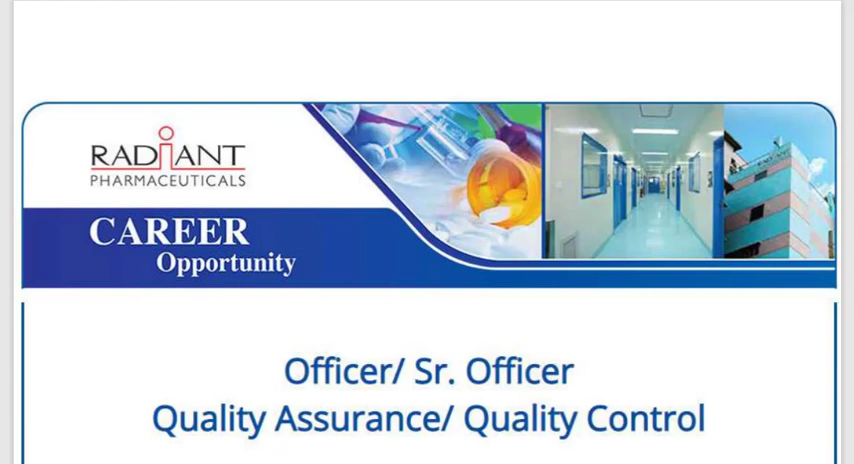 RADiANT
PHARMACEUTICALS
CAREER
Opportunity
Officer/ Sr. Officer
Quality Assurance/ Quality Control